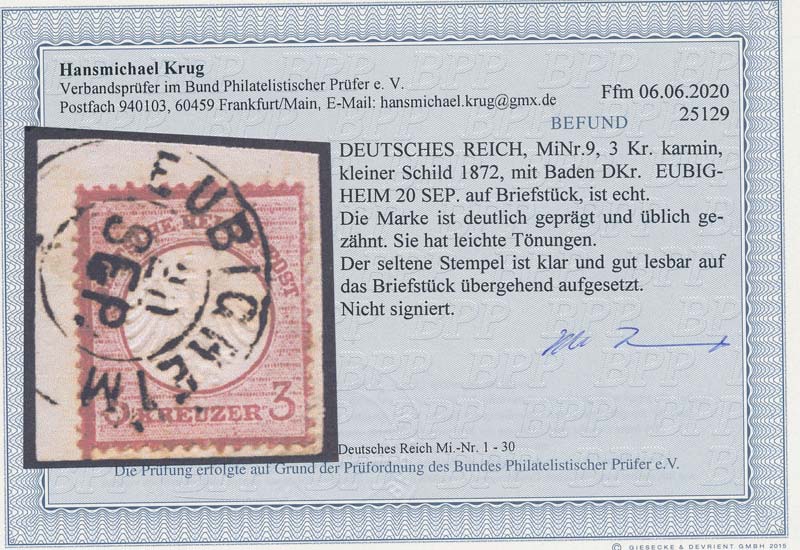 Hansmichael Krug
Verbandsprüfer im Bund Philatelistischer Prüfer e. V.
Postfach 940103, 60459 Frankfurt/Main, E-Mail: hansmichael.krug@gmx.de
Ffm 06.06.2020
25129
BEFUND
DEUTSCHES REICH, MiNr.9, 3 Kr. karmin,
kleiner Schild 1872, mit Baden DKr. EUBIG-
HEIM 20 SEP. auf Briefstück, ist echt.
Die Marke ist deutlich geprägt und üblich ge-
zähnt. Sie hat leichte Tönungen.
Der seltene Stempel ist klar und gut lesbar auf
das Briefstück übergehend aufgesetzt.
Nicht signiert.
EUBIGHEIM
20
SEP.
POST
KREUZER 3
Deutsches Reich Mi.-Nr. 1 - 30
Die Prüfung erfolgte auf Grund der Prüfordnung des Bundes Philatelistischer Prüfer e.V.
© GIESECKE & DEVRIENT GMBH 2015